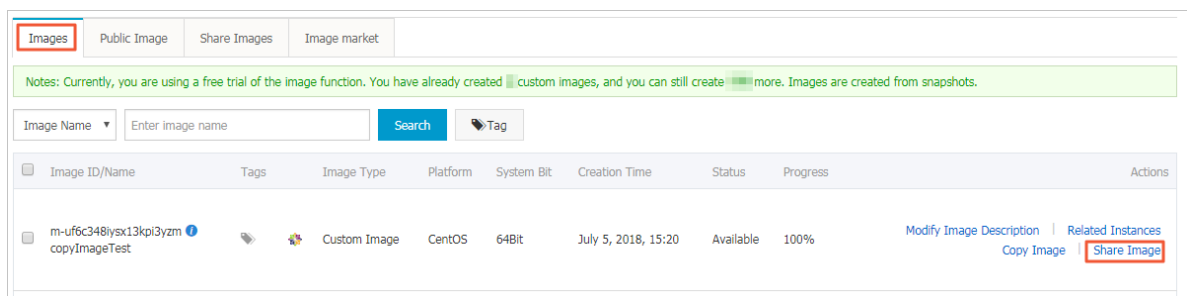 Images Public Image Share Images Image market
Notes: Currently, you are using a free trial of the image function. You have already created custom images, and you can still create more. Images are created from snapshots.
Image Name Enter image name Search Tag
Image ID/Name Tags Image Type Platform System Bit Creation Time Status Progress Actions
m-uf6c348iysx13kpi3yzm Custom Image CentOS 64Bit July 5, 2018, 15:20 Available 100% Modify Image Description Related Instances
copyImageTest Copy Image Share Image